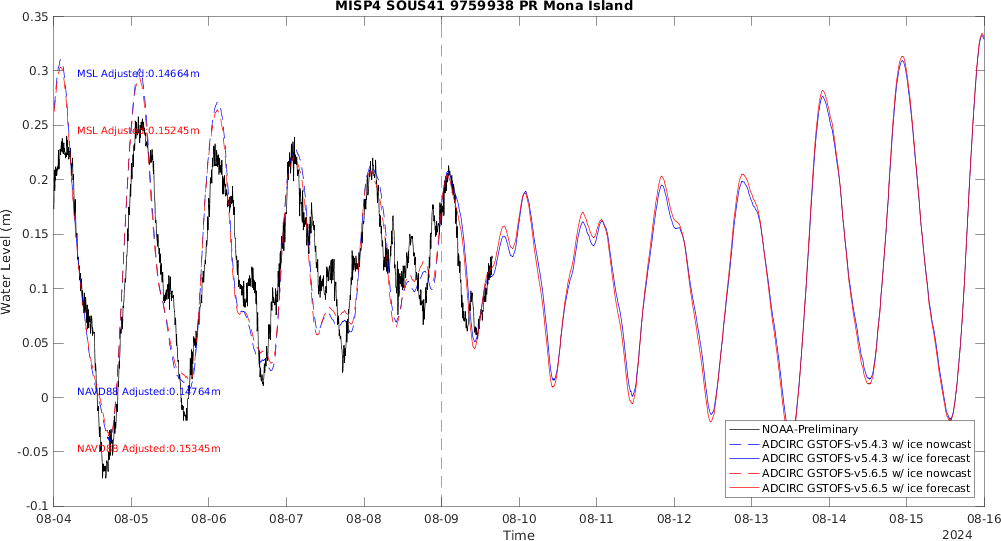 MISP4 SOUS41 9759938 PR Mona Island
0.35
0.3
0.25
0.2
0.15
0.1
0.05
0
-0.05
-0.1
Water Level (m)
MSL Adjusted:0.14664m
MSL Adjusted:0.15245m
NAVD88 Adjusted:0.14764m
NAVD88 Adjusted:0.15345m
NOAA-Preliminary
ADCIRC GSTOFS-v5.4.3 w/ ice nowcast
ADCIRC GSTOFS-v5.4.3 w/ ice forecast
ADCIRC GSTOFS-v5.6.5 w/ ice nowcast
ADCIRC GSTOFS-v5.6.5 w/ ice forecast
08-04 08-05 08-06 08-07 08-08 08-09 08-10 08-11 08-12 08-13 08-14 08-15 08-16
Time
2024